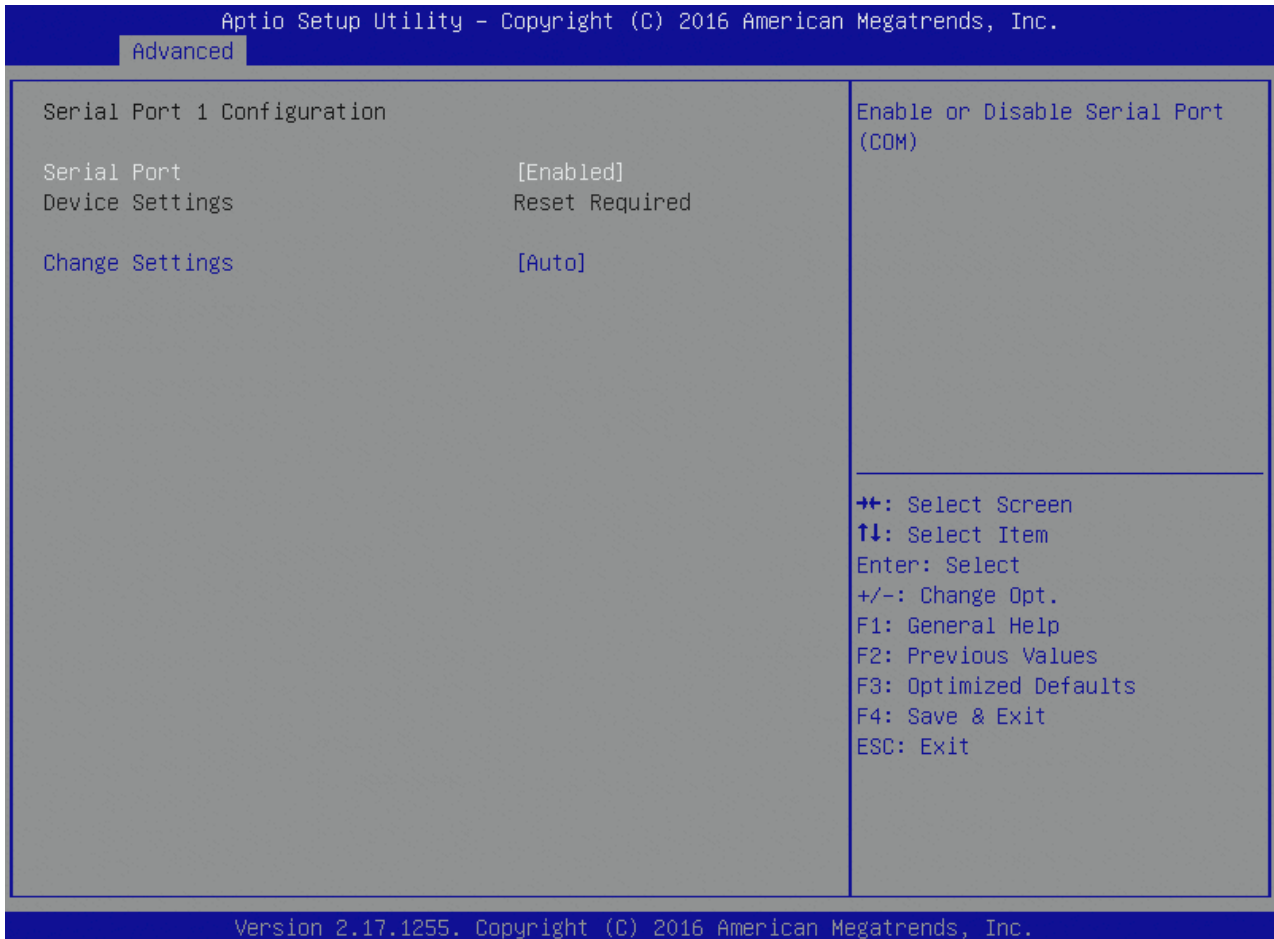 Aptio Setup Utility – Copyright (C) 2016 American Megatrends, Inc.
Advanced
Serial Port 1 Configuration
Serial Port [Enabled]
Device Settings Reset Required
Change Settings [Auto]
Enable or Disable Serial Port
(COM)
→←: Select Screen
↑↓: Select Item
Enter: Select
+/-: Change Opt.
F1: General Help
F2: Previous Values
F3: Optimized Defaults
F4: Save & Exit
ESC: Exit
Version 2.17.1255. Copyright (C) 2016 American Megatrends, Inc.